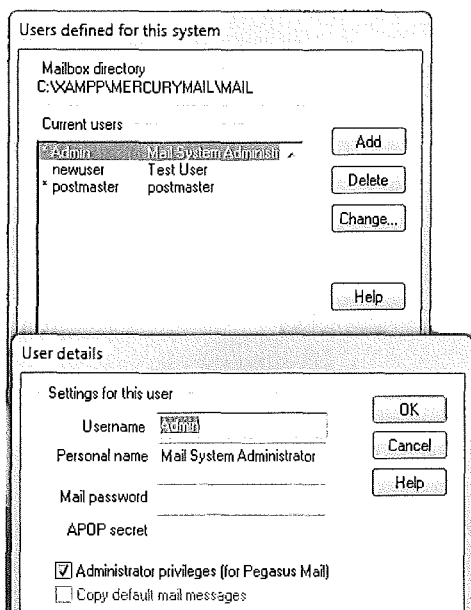 Users defined for this system
Mailbox directory
C:\XAMPP\MERCURYMAIL\MAIL
Current users
* Admin Mail System Administ
newuser Test User
* postmaster postmaster
Add
Delete
Change...
Help
User details
Settings for this user
Username Admin
Personal name Mail System Administrator
Mail password
APOP secret
OK
Cancel
Help
Administrator privileges (for Pegasus Mail)
Copy default mail messages